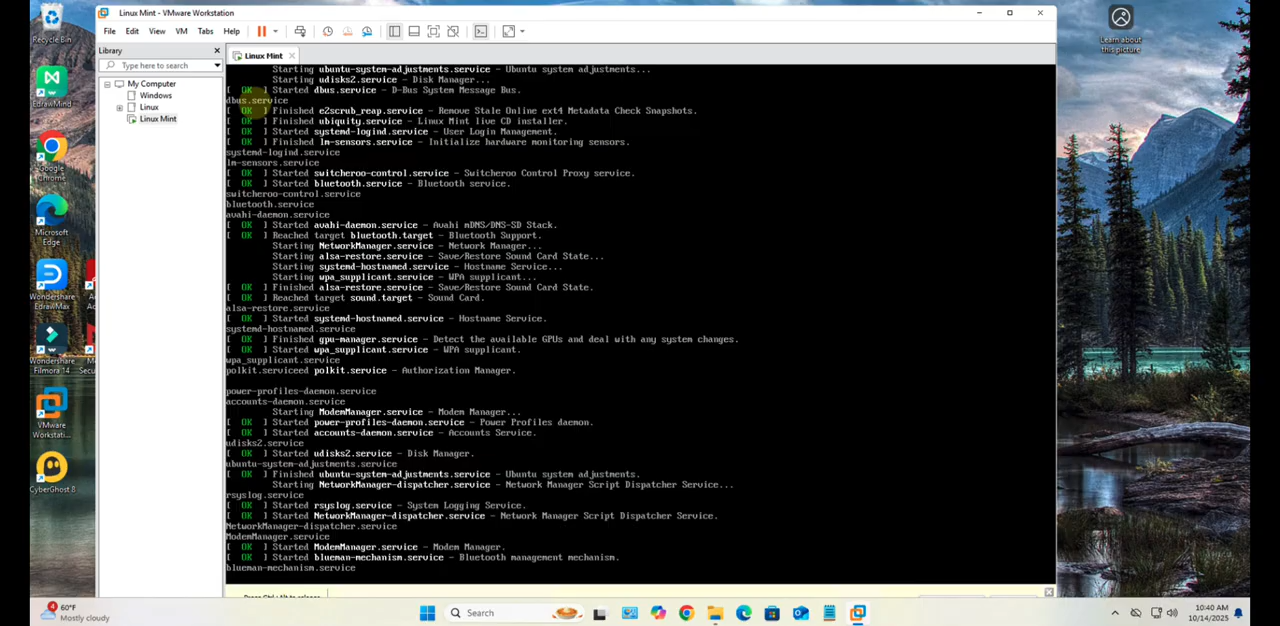 Recycle Bin
EdrawMind
Google
Chrome
Microsoft
Edge
Wondershare
EdrawMax
Wondershare
Filmora 14
VMware
Workstati...
CyberGhost 8
Learn about
this picture
Linux Mint - VMware Workstation
File Edit View VM Tabs Help
Library
Type here to search
My Computer
Windows
Linux
Linux Mint
Linux Mint
Starting ubuntu-system-adjustments.service - Ubuntu system adjustments...
Starting udisks2.service - Disk Manager...
[ OK ] Started dbus.service - D-Bus System Message Bus.
dbus.service
[ OK ] Finished e2scrub_reap.service - Remove Stale Online ext4 Metadata Check Snapshots.
[ OK ] Finished ubiquity.service - Linux Mint live CD installer.
[ OK ] Started systemd-logind.service - User Login Management.
[ OK ] Finished lm-sensors.service - Initialize hardware monitoring sensors.
systemd-logind.service
lm-sensors.service
[ OK ] Started switcheroo-control.service - Switcheroo Control Proxy service.
[ OK ] Started bluetooth.service - Bluetooth service.
switcheroo-control.service
bluetooth.service
avahi-daemon.service
[ OK ] Started avahi-daemon.service - Avahi mDNS/DNS-SD Stack.
[ OK ] Reached target bluetooth.target - Bluetooth Support.
Starting NetworkManager.service - Network Manager...
Starting alsa-restore.service - Save/Restore Sound Card State...
Starting systemd-hostnamed.service - Hostname Service...
Starting wpa_supplicant.service - WPA supplicant...
[ OK ] Finished alsa-restore.service - Save/Restore Sound Card State.
[ OK ] Reached target sound.target - Sound Card.
alsa-restore.service
[ OK ] Started systemd-hostnamed.service - Hostname Service.
systemd-hostnamed.service
[ OK ] Finished gpu-manager.service - Detect the available GPUs and deal with any system changes.
[ OK ] Started wpa_supplicant.service - WPA supplicant.
wpa_supplicant.service
polkit.serviceed polkit.service - Authorization Manager.
power-profiles-daemon.service
accounts-daemon.service
Starting ModemManager.service - Modem Manager...
[ OK ] Started power-profiles-daemon.service - Power Profiles daemon.
[ OK ] Started accounts-daemon.service - Accounts Service.
udisks2.service
[ OK ] Started udisks2.service - Disk Manager.
ubuntu-system-adjustments.service
[ OK ] Finished ubuntu-system-adjustments.service - Ubuntu system adjustments.
Starting NetworkManager-dispatcher.service - Network Manager Script Dispatcher Service...
rsyslog.service
[ OK ] Started rsyslog.service - System Logging Service.
[ OK ] Started NetworkManager-dispatcher.service - Network Manager Script Dispatcher Service.
NetworkManager-dispatcher.service
ModemManager.service
[ OK ] Started ModemManager.service - Modem Manager.
[ OK ] Started blueman-mechanism.service - Bluetooth management mechanism.
blueman-mechanism.service
4
60°F
Mostly cloudy
Search
10:40 AM
10/14/2025